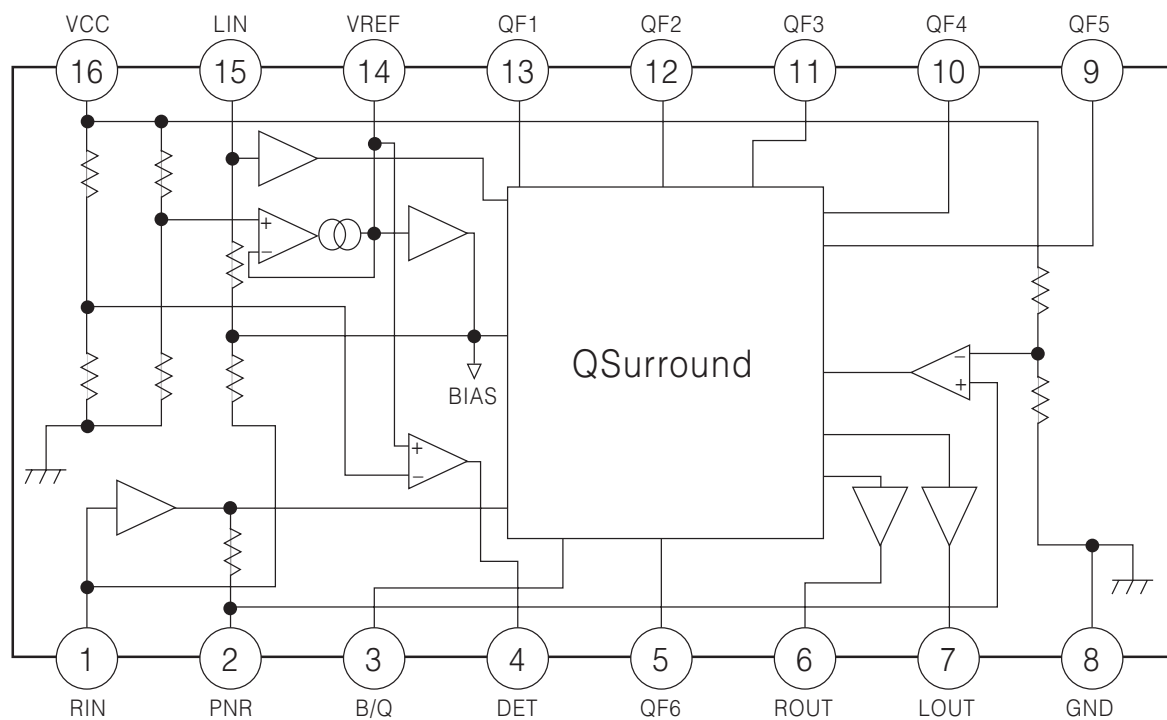 VCC LIN VREF QF1 QF2 QF3 QF4 QF5
16 15 14 13 12 11 10 9
+
−
QSurround
−
+
BIAS
+
−
1 2 3 4 5 6 7 8
RIN PNR B/Q DET QF6 ROUT LOUT GND